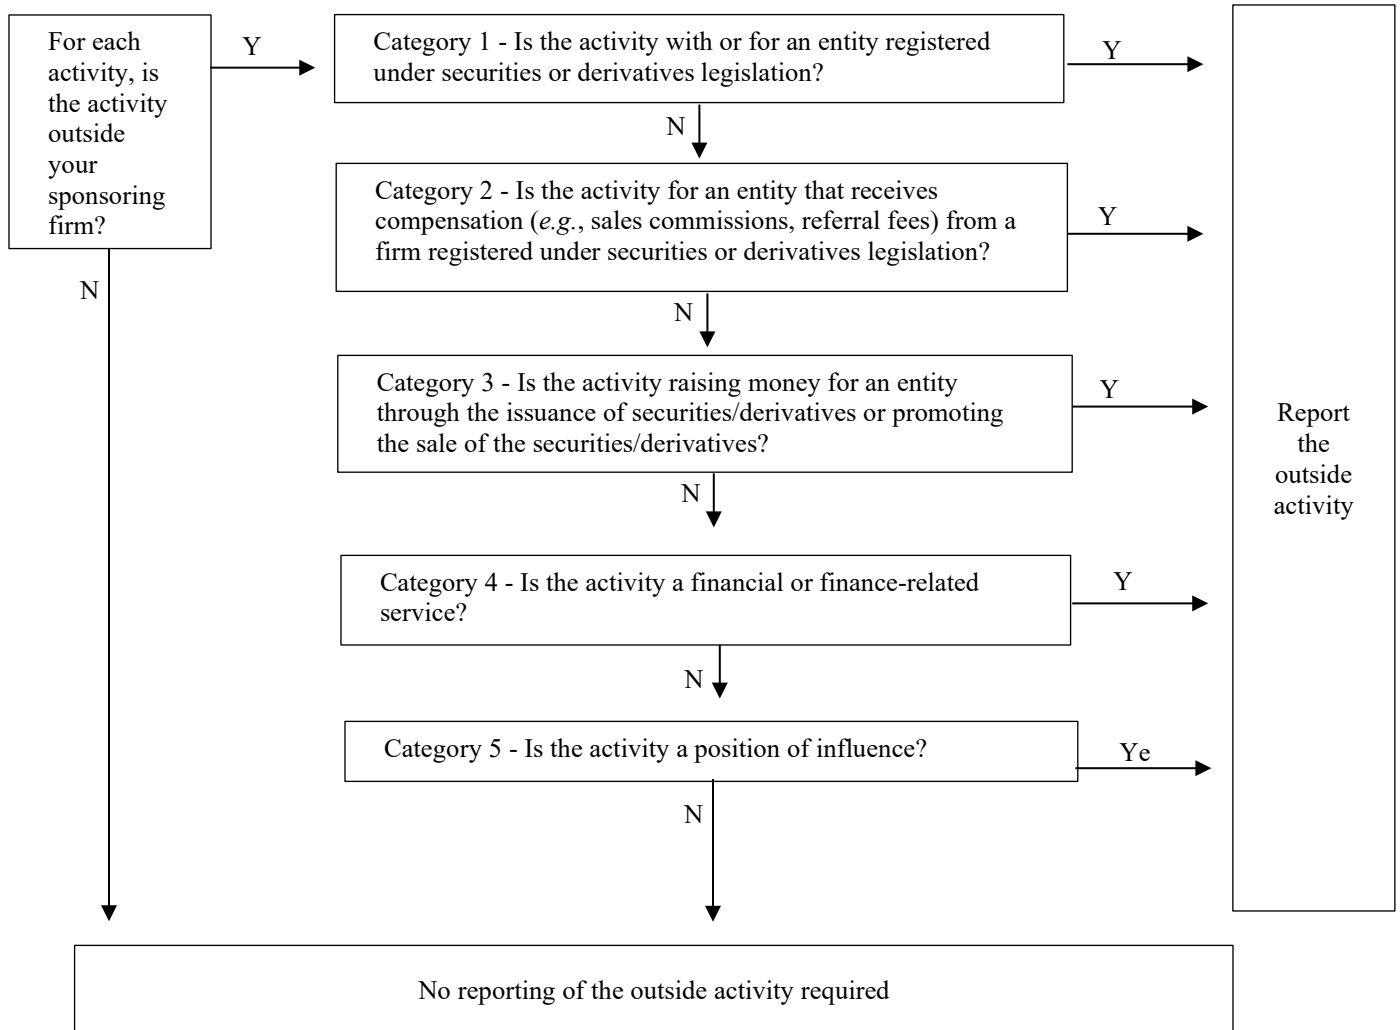 For each
activity, is
the activity
outside
your
sponsoring
firm?
Y
Category 1 - Is the activity with or for an entity registered
under securities or derivatives legislation?
Y
N
Category 2 - Is the activity for an entity that receives
compensation (e.g., sales commissions, referral fees) from a
firm registered under securities or derivatives legislation?
Y
N
N
Category 3 - Is the activity raising money for an entity
through the issuance of securities/derivatives or promoting
the sale of the securities/derivatives?
Y
N
Category 4 - Is the activity a financial or finance-related
service?
Y
N
Category 5 - Is the activity a position of influence?
Ye
N
Report
the
outside
activity
No reporting of the outside activity required